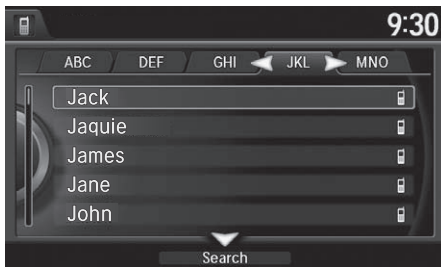 9:30
ABC DEF GHI JKL MNO
Jack
Jaquie
James
Jane
John
Search